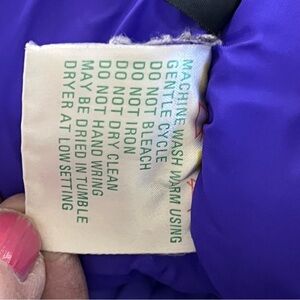 MACHINE WASH WARM USING
GENTLE CYCLE
DO NOT BLEACH
DO NOT IRON
DO NOT DRY CLEAN
DO NOT HAND WRING
MAY BE DRIED IN TUMBLE
DRYER AT LOW SETTING